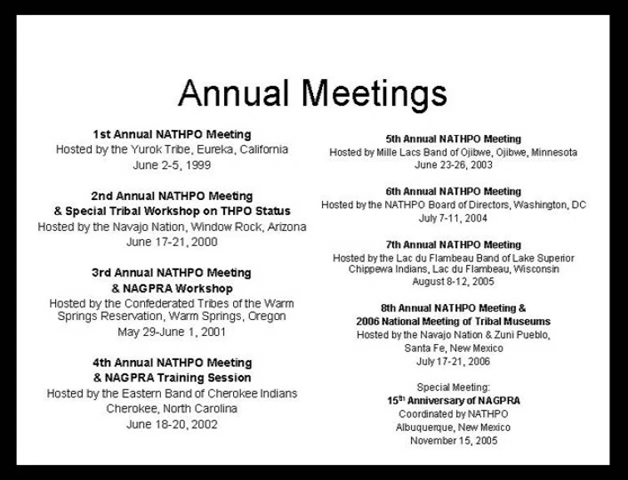 Annual Meetings
1st Annual NATHPO Meeting
Hosted by the Yurok Tribe, Eureka, California
June 2-5, 1999
2nd Annual NATHPO Meeting
& Special Tribal Workshop on THPO Status
Hosted by the Navajo Nation, Window Rock, Arizona
June 17-21, 2000
3rd Annual NATHPO Meeting
& NAGPRA Workshop
Hosted by the Confederated Tribes of the Warm
Springs Reservation, Warm Springs, Oregon
May 29-June 1, 2001
4th Annual NATHPO Meeting
& NAGPRA Training Session
Hosted by the Eastern Band of Cherokee Indians
Cherokee, North Carolina
June 18-20, 2002
5th Annual NATHPO Meeting
Hosted by Mille Lacs Band of Ojibwe, Ojibwe, Minnesota
June 23-26, 2003
6th Annual NATHPO Meeting
Hosted by the NATHPO Board of Directors, Washington, DC
July 7-11, 2004
7th Annual NATHPO Meeting
Hosted by the Lac du Flambeau Band of Lake Superior
Chippewa Indians, Lac du Flambeau, Wisconsin
August 8-12, 2005
8th Annual NATHPO Meeting &
2006 National Meeting of Tribal Museums
Hosted by the Navajo Nation & Zuni Pueblo,
Santa Fe, New Mexico
July 17-21, 2006
Special Meeting:
15th Anniversary of NAGPRA
Coordinated by NATHPO
Albuquerque, New Mexico
November 15, 2005